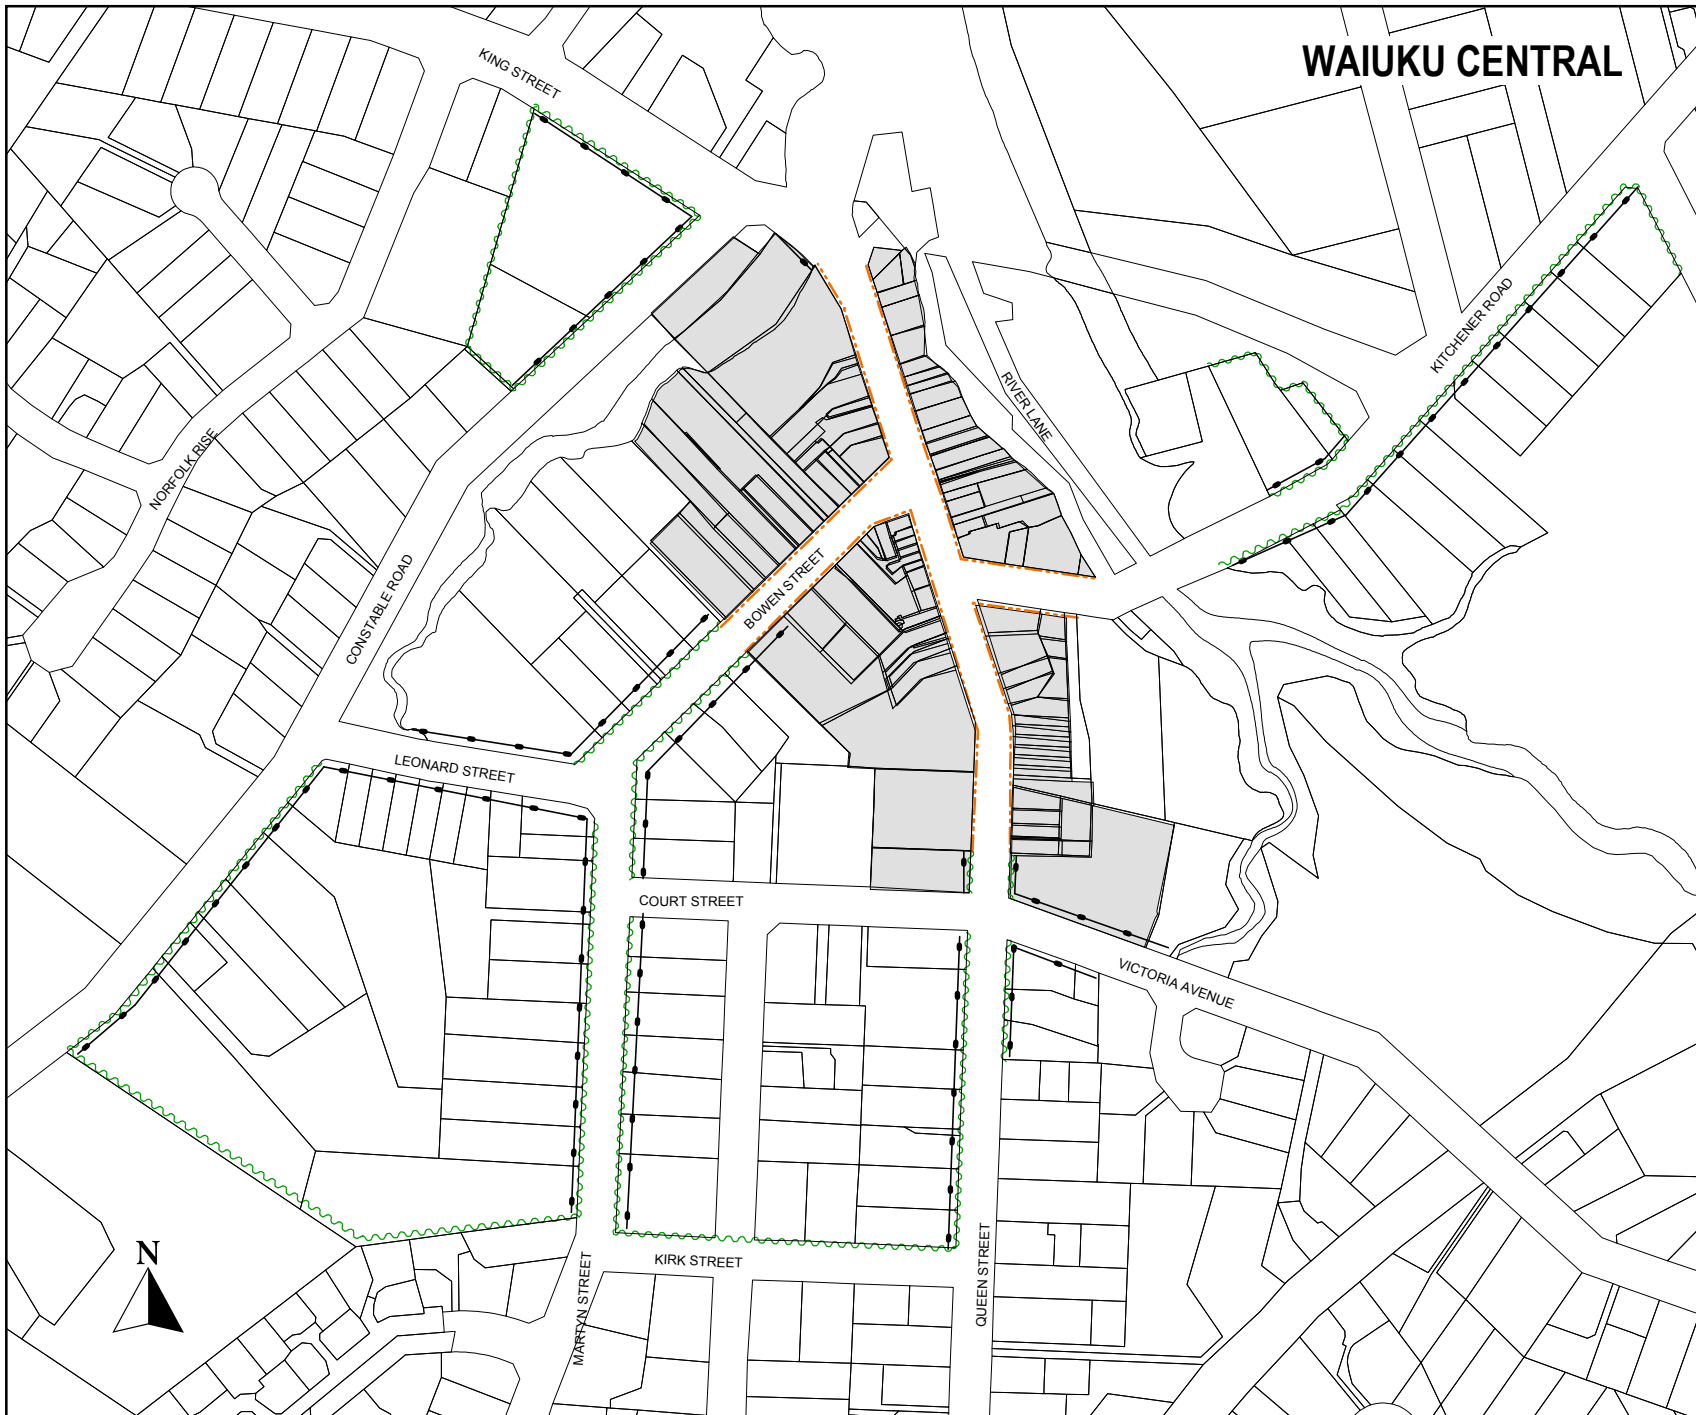 WAIUKU CENTRAL
KING STREET
KITCHENER ROAD
RIVER LANE
NORFOLK RISE
BOWEN STREET
CONSTABLE ROAD
LEONARD STREET
COURT STREET
VICTORIA AVENUE
KIRK STREET
QUEEN STREET
MARTYN STREET
N